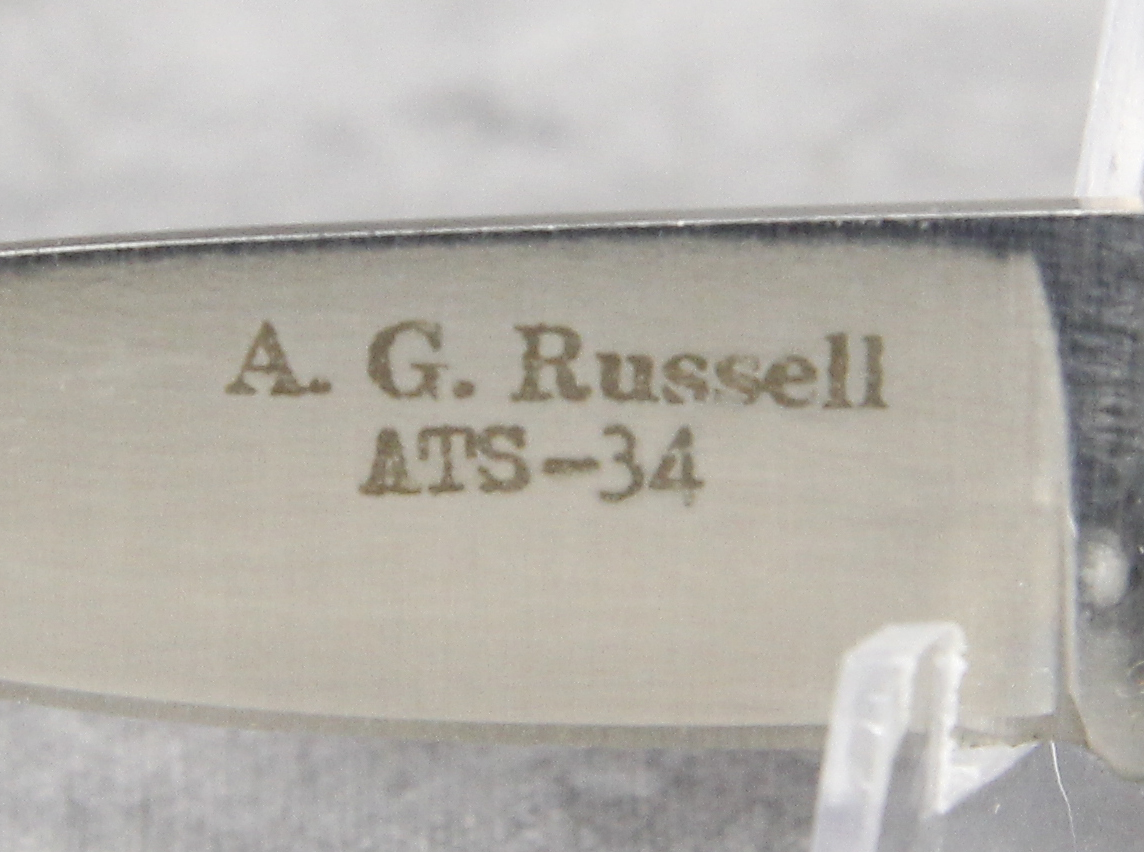 A. G. Russell
ATS-34